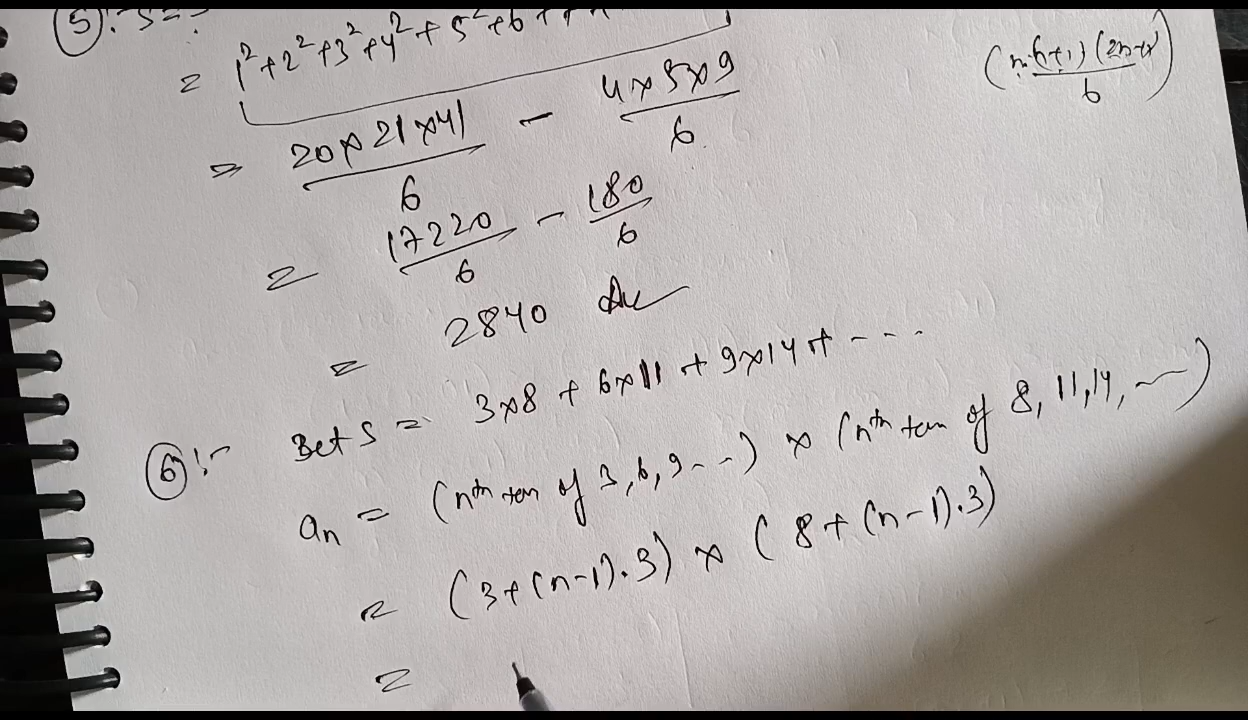 (5):- S =
= 1² + 2² + 3² + 4² + 5² + 6
(n(n+1)(2n+1)/6)
= 20×21×41/6 - 4×5×9/6
= 17220/6 - 180/6
= 2840
(6):- S = 3×8 + 6×11 + 9×14 + - - -
an = (nth term of 3, 6, 9 - -) × (nth term of 8, 11, 14, —)
= (3+(n-1).3) × (8+(n-1).3)
=